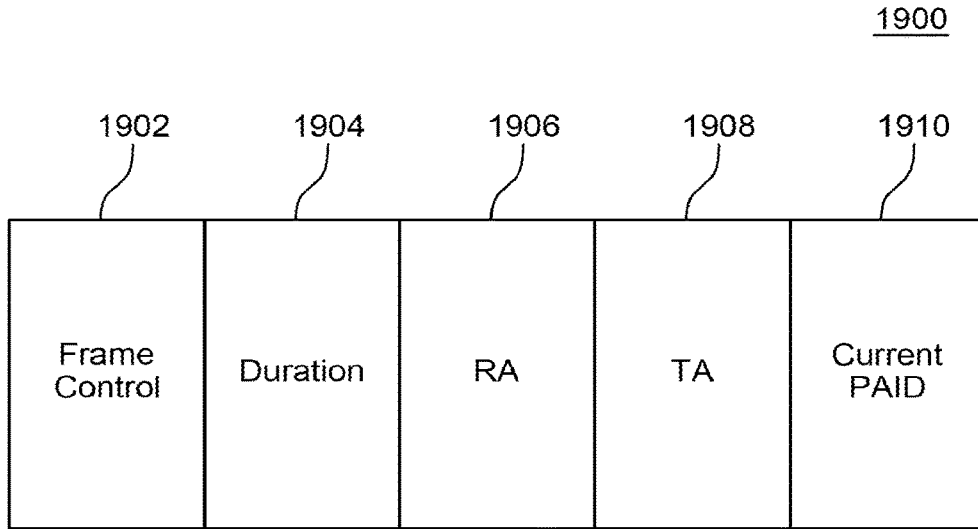 1900
1902 1904 1906 1908 1910
Frame Control
Duration
RA
TA
Current PAID